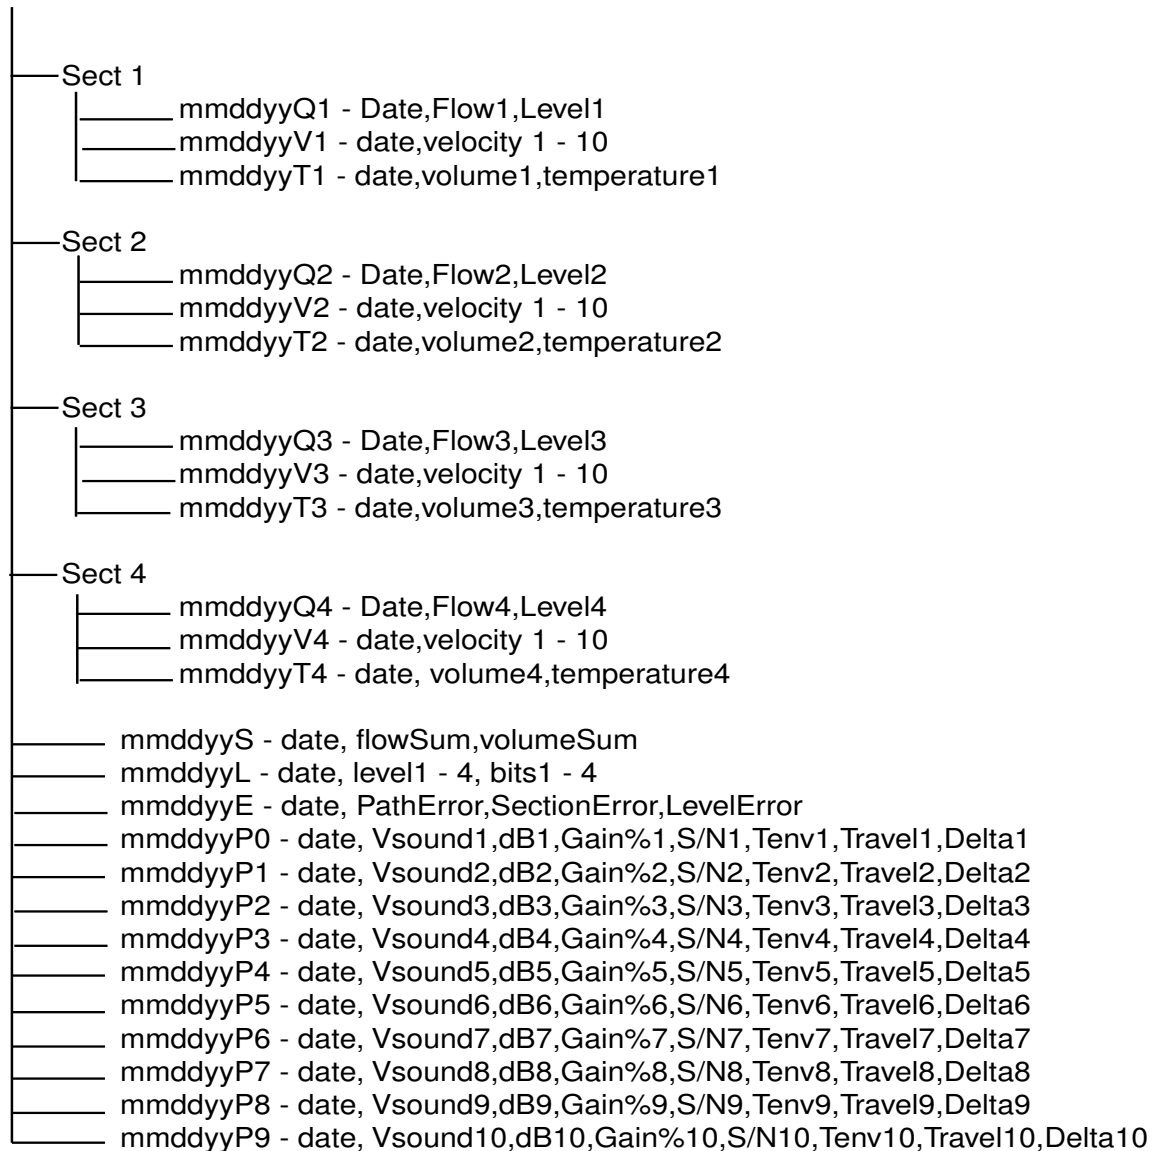 Sect 1
mmddyyQ1 - Date,Flow1,Level1
mmddyyV1 - date,velocity 1 - 10
mmddyyT1 - date,volume1,temperature1
Sect 2
mmddyyQ2 - Date,Flow2,Level2
mmddyyV2 - date,velocity 1 - 10
mmddyyT2 - date,volume2,temperature2
Sect 3
mmddyyQ3 - Date,Flow3,Level3
mmddyyV3 - date,velocity 1 - 10
mmddyyT3 - date,volume3,temperature3
Sect 4
mmddyyQ4 - Date,Flow4,Level4
mmddyyV4 - date,velocity 1 - 10
mmddyyT4 - date, volume4,temperature4
mmddyyS - date, flowSum,volumeSum
mmddyyL - date, level1 - 4, bits1 - 4
mmddyyE - date, PathError,SectionError,LevelError
mmddyyP0 - date, Vsound1,dB1,Gain%1,S/N1,Tenv1,Travel1,Delta1
mmddyyP1 - date, Vsound2,dB2,Gain%2,S/N2,Tenv2,Travel2,Delta2
mmddyyP2 - date, Vsound3,dB3,Gain%3,S/N3,Tenv3,Travel3,Delta3
mmddyyP3 - date, Vsound4,dB4,Gain%4,S/N4,Tenv4,Travel4,Delta4
mmddyyP4 - date, Vsound5,dB5,Gain%5,S/N5,Tenv5,Travel5,Delta5
mmddyyP5 - date, Vsound6,dB6,Gain%6,S/N6,Tenv6,Travel6,Delta6
mmddyyP6 - date, Vsound7,dB7,Gain%7,S/N7,Tenv7,Travel7,Delta7
mmddyyP7 - date, Vsound8,dB8,Gain%8,S/N8,Tenv8,Travel8,Delta8
mmddyyP8 - date, Vsound9,dB9,Gain%9,S/N9,Tenv9,Travel9,Delta9
mmddyyP9 - date, Vsound10,dB10,Gain%10,S/N10,Tenv10,Travel10,Delta10